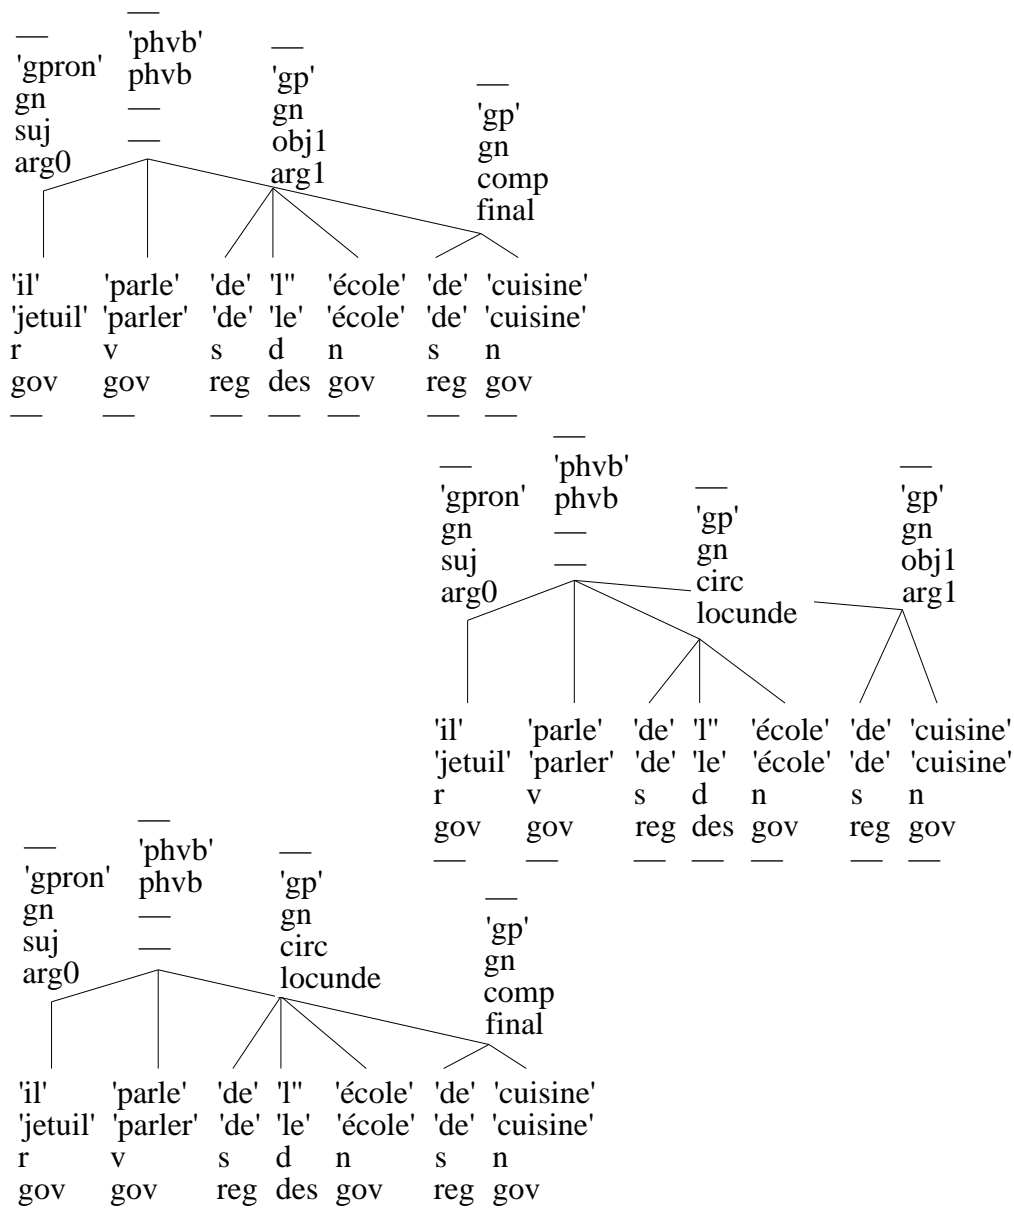 'phvb'
'gpron' phvb 'gp'
gn gn 'gp'
suj obj1 gn
arg0 arg1 comp
final
'il' 'parle' 'de' 'l'' 'école' 'de' 'cuisine'
'jetuil' 'parler' 'de' 'le' 'école' 'de' 'cuisine'
r v s d n s n
gov gov reg des gov reg gov
'phvb'
'gpron' phvb 'gp' 'gp'
gn gn gn
suj circ obj1
arg0 locunde arg1
'il' 'parle' 'de' 'l'' 'école' 'de' 'cuisine'
'jetuil' 'parler' 'de' 'le' 'école' 'de' 'cuisine'
r v s d n s n
gov gov reg des gov reg gov
'phvb'
'gpron' phvb 'gp'
gn gn 'gp'
suj circ gn
arg0 locunde comp
final
'il' 'parle' 'de' 'l'' 'école' 'de' 'cuisine'
'jetuil' 'parler' 'de' 'le' 'école' 'de' 'cuisine'
r v s d n s n
gov gov reg des gov reg gov